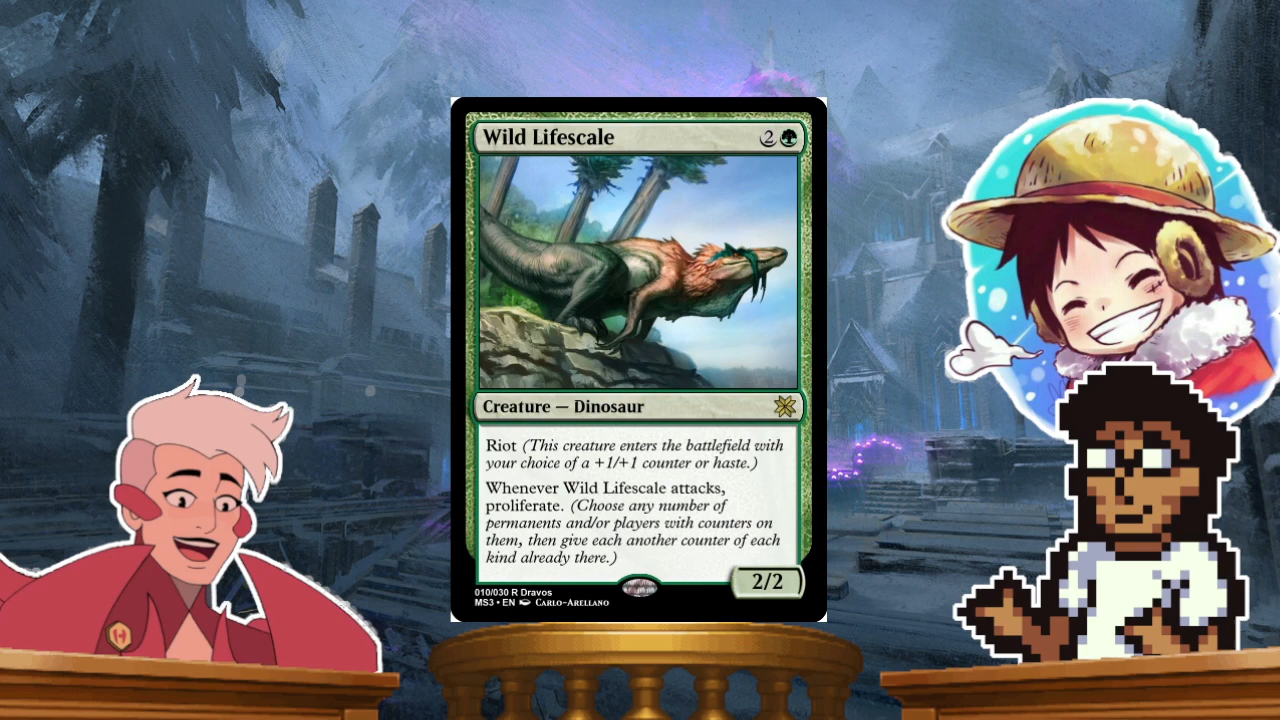 Wild Lifescale 2
Creature — Dinosaur
Riot (This creature enters the battlefield with
your choice of a +1/+1 counter or haste.)
Whenever Wild Lifescale attacks,
proliferate. (Choose any number of
permanents and/or players with counters on
them, then give each another counter of each
kind already there.)
2/2
010/030 R Dravos
MS3 • EN Carlo-Arellano